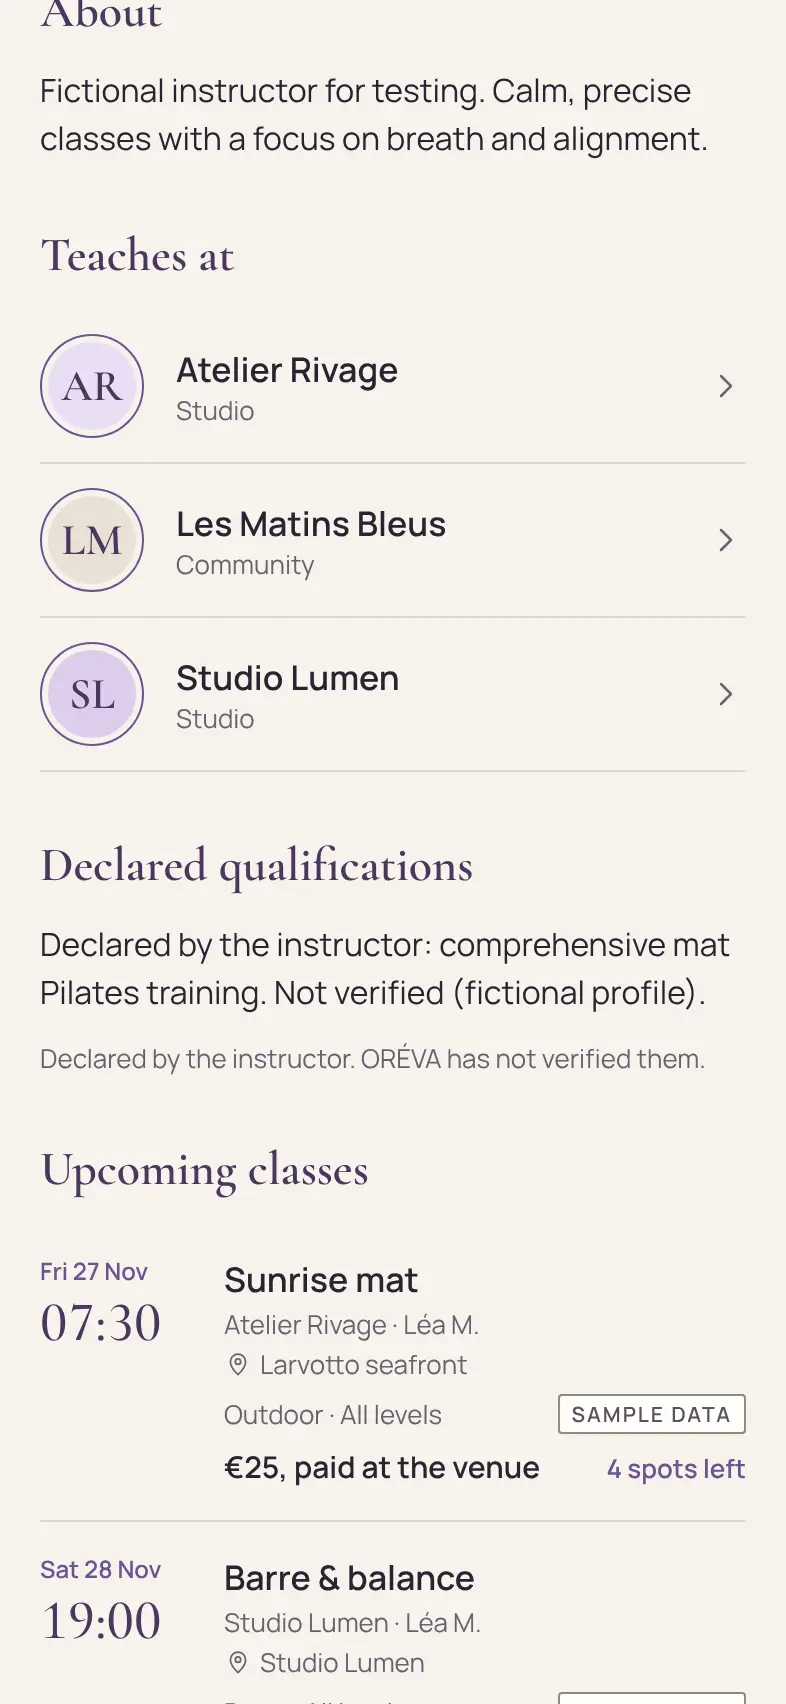 About
Fictional instructor for testing. Calm, precise
classes with a focus on breath and alignment.
Teaches at
AR
Atelier Rivage
Studio
LM
Les Matins Bleus
Community
SL
Studio Lumen
Studio
Declared qualifications
Declared by the instructor: comprehensive mat
Pilates training. Not verified (fictional profile).
Declared by the instructor. ORÉVA has not verified them.
Upcoming classes
Fri 27 Nov
07:30
Sunrise mat
Atelier Rivage · Léa M.
Larvotto seafront
Outdoor · All levels
SAMPLE DATA
€25, paid at the venue
4 spots left
Sat 28 Nov
19:00
Barre & balance
Studio Lumen · Léa M.
Studio Lumen